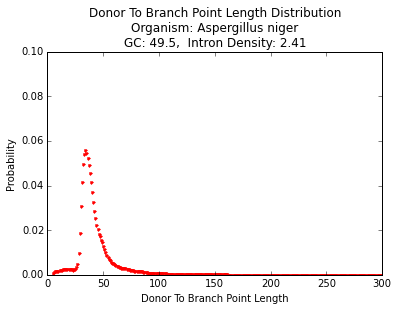 Donor To Branch Point Length Distribution
Organism: Aspergillus niger
GC: 49.5,  Intron Density: 2.41
0.10
0.08
0.06
0.04
0.02
0.00
Probability
0
50
100
150
200
250
300
Donor To Branch Point Length